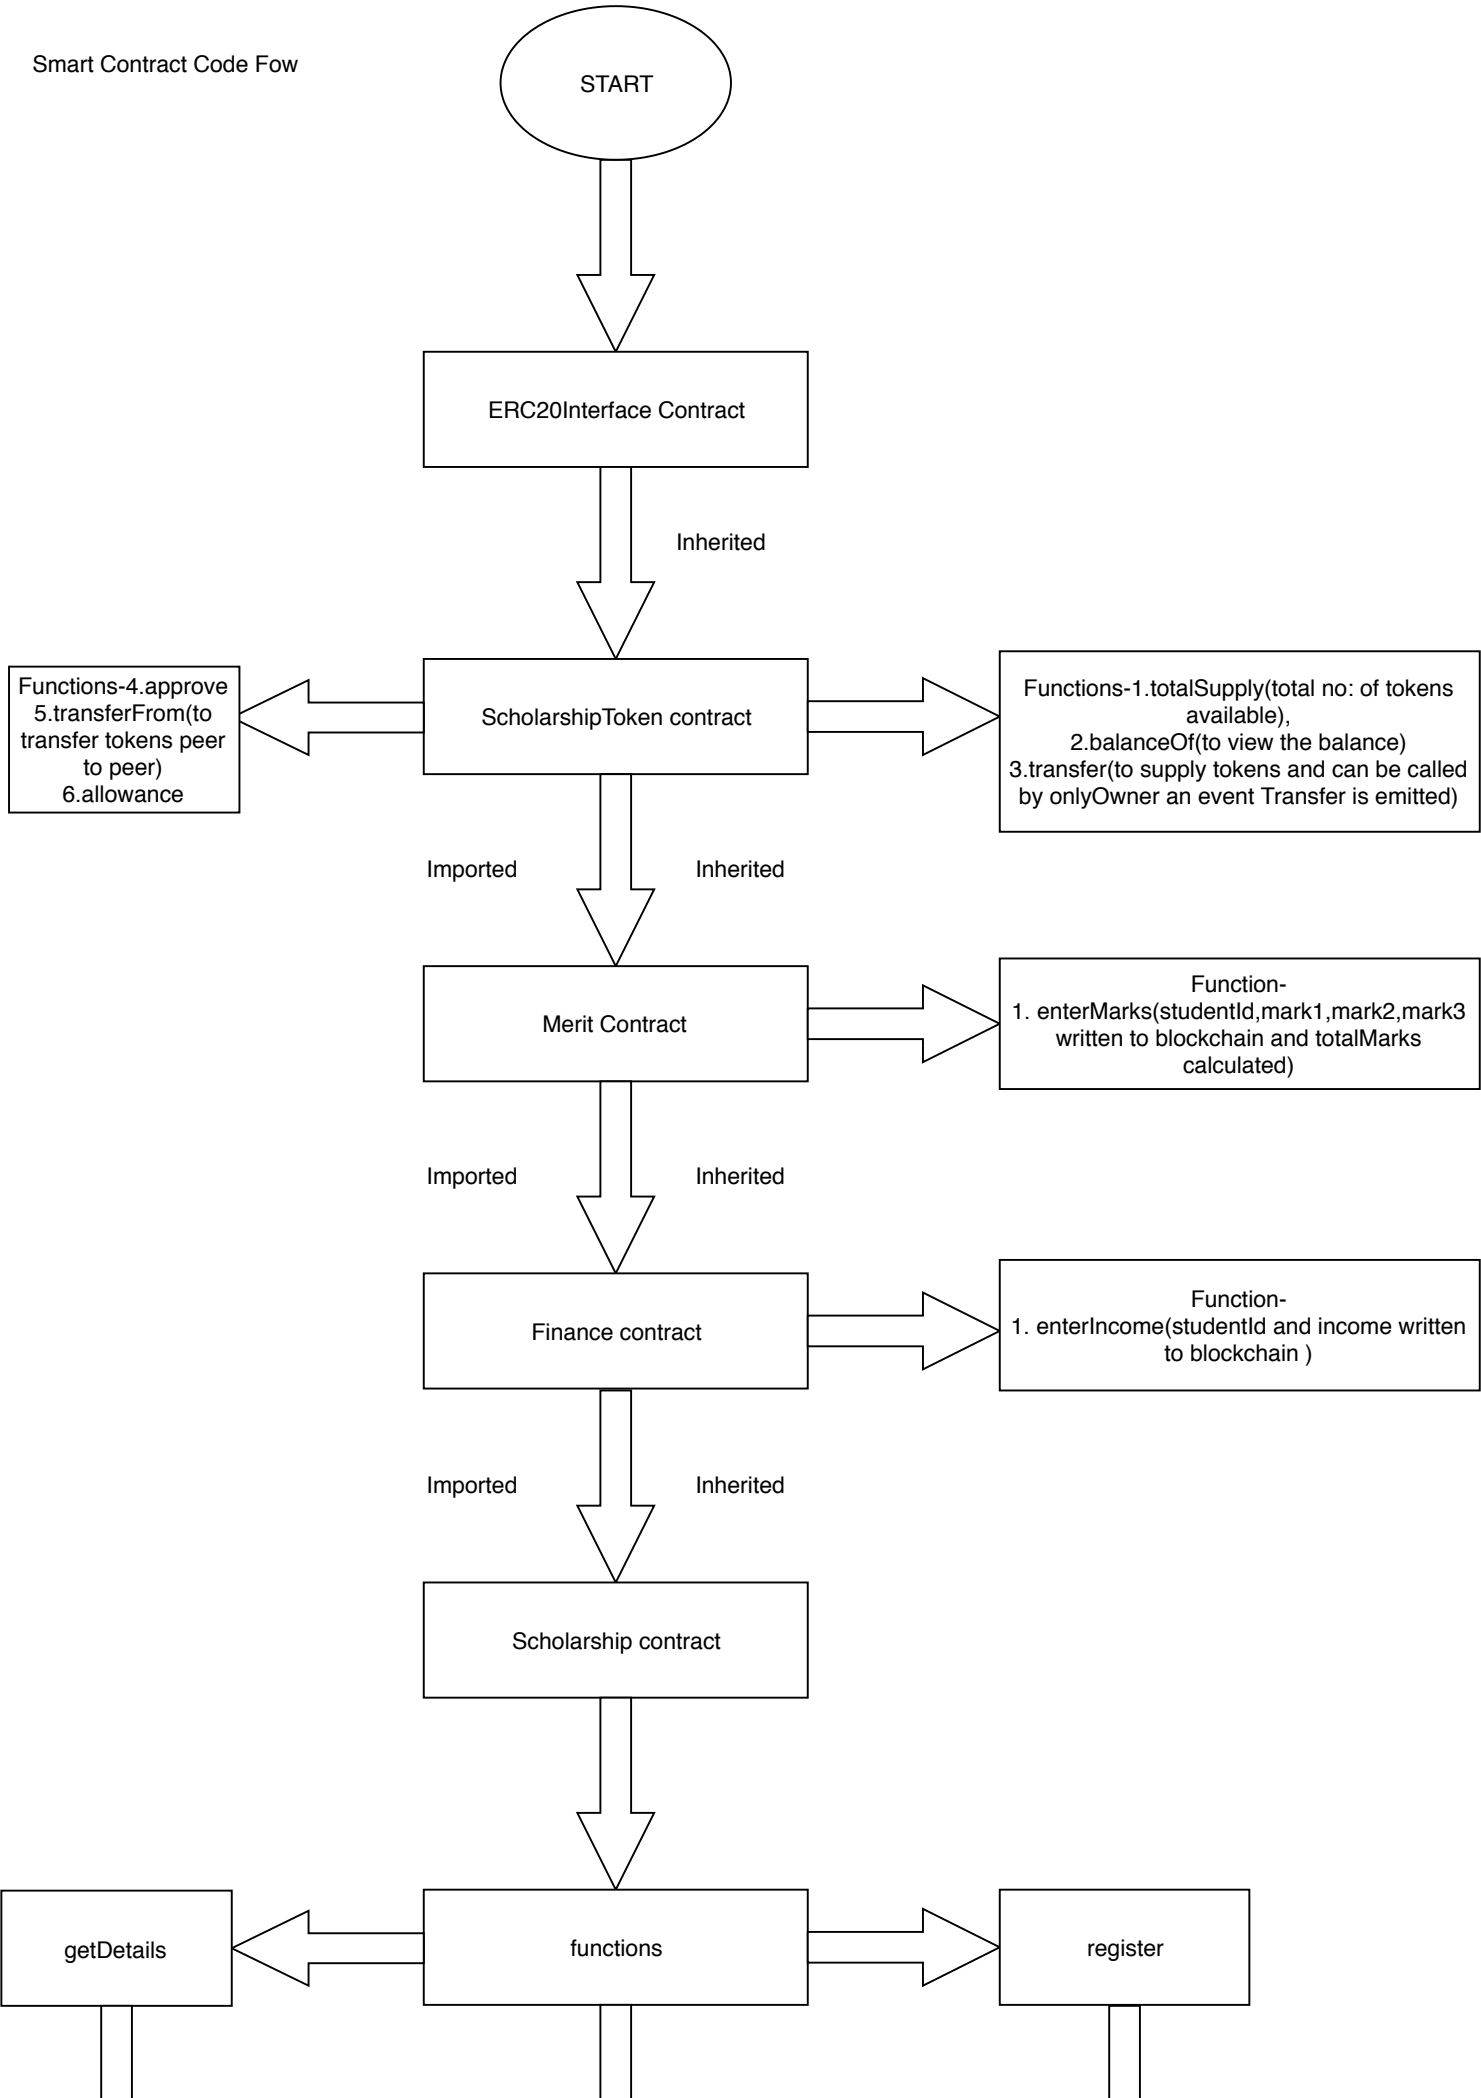 Smart Contract Code Fow
START
ERC20Interface Contract
Inherited
Functions-4.approve
5.transferFrom(to
transfer tokens peer
to peer)
6.allowance
ScholarshipToken contract
Functions-1.totalSupply(total no: of tokens
available),
2.balanceOf(to view the balance)
3.transfer(to supply tokens and can be called
by onlyOwner an event Transfer is emitted)
Imported
Inherited
Merit Contract
Function-
1. enterMarks(studentId,mark1,mark2,mark3
written to blockchain and totalMarks
calculated)
Imported
Inherited
Finance contract
Function-
1. enterIncome(studentId and income written
to blockchain )
Imported
Inherited
Scholarship contract
getDetails
functions
register